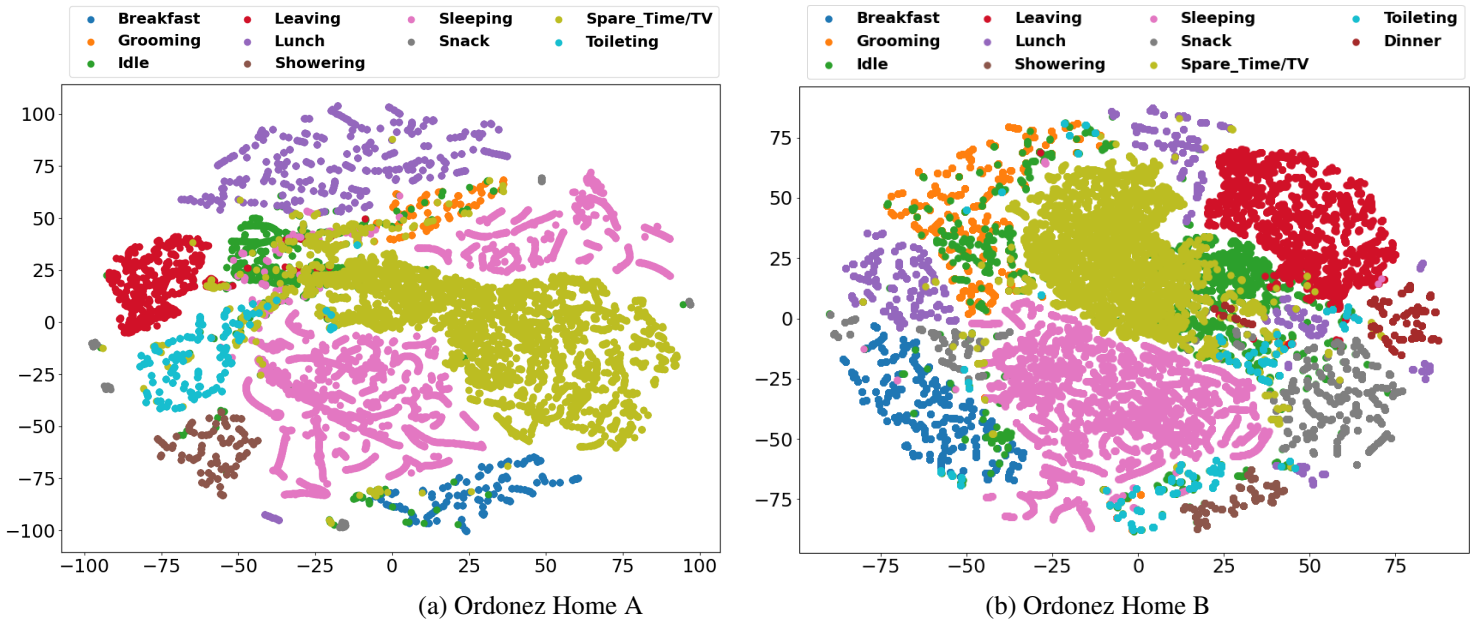 Breakfast Leaving Sleeping Spare_Time/TV
Grooming Lunch Snack Toileting
Idle Showering
100
75
50
25
0
−25
−50
−75
−100
−100 −75 −50 −25 0 25 50 75 100
(a) Ordonez Home A
Breakfast Leaving Sleeping Toileting
Grooming Lunch Snack Dinner
Idle Showering Spare_Time/TV
75
50
25
0
−25
−50
−75
−75 −50 −25 0 25 50 75
(b) Ordonez Home B